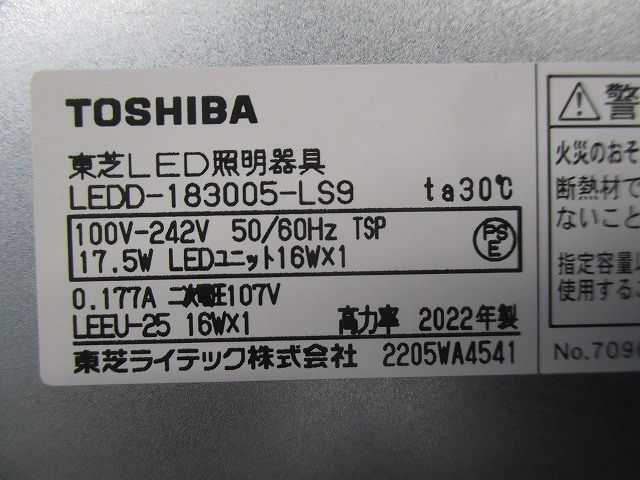 TOSHIBA
東芝LED照明器具
LEDD-183005-LS9 ta30℃
100V-242V 50/60Hz TSP
17.5W LEDユニット16WX1
PSE
0.177A 二次電圧107V
LEEU-25 16WX1 高力率 2022年製
東芝ライテック株式会社 2205WA4541
警
火災のおそ
断熱材で
ないこと
指定容量以
使用するこ
No.7096